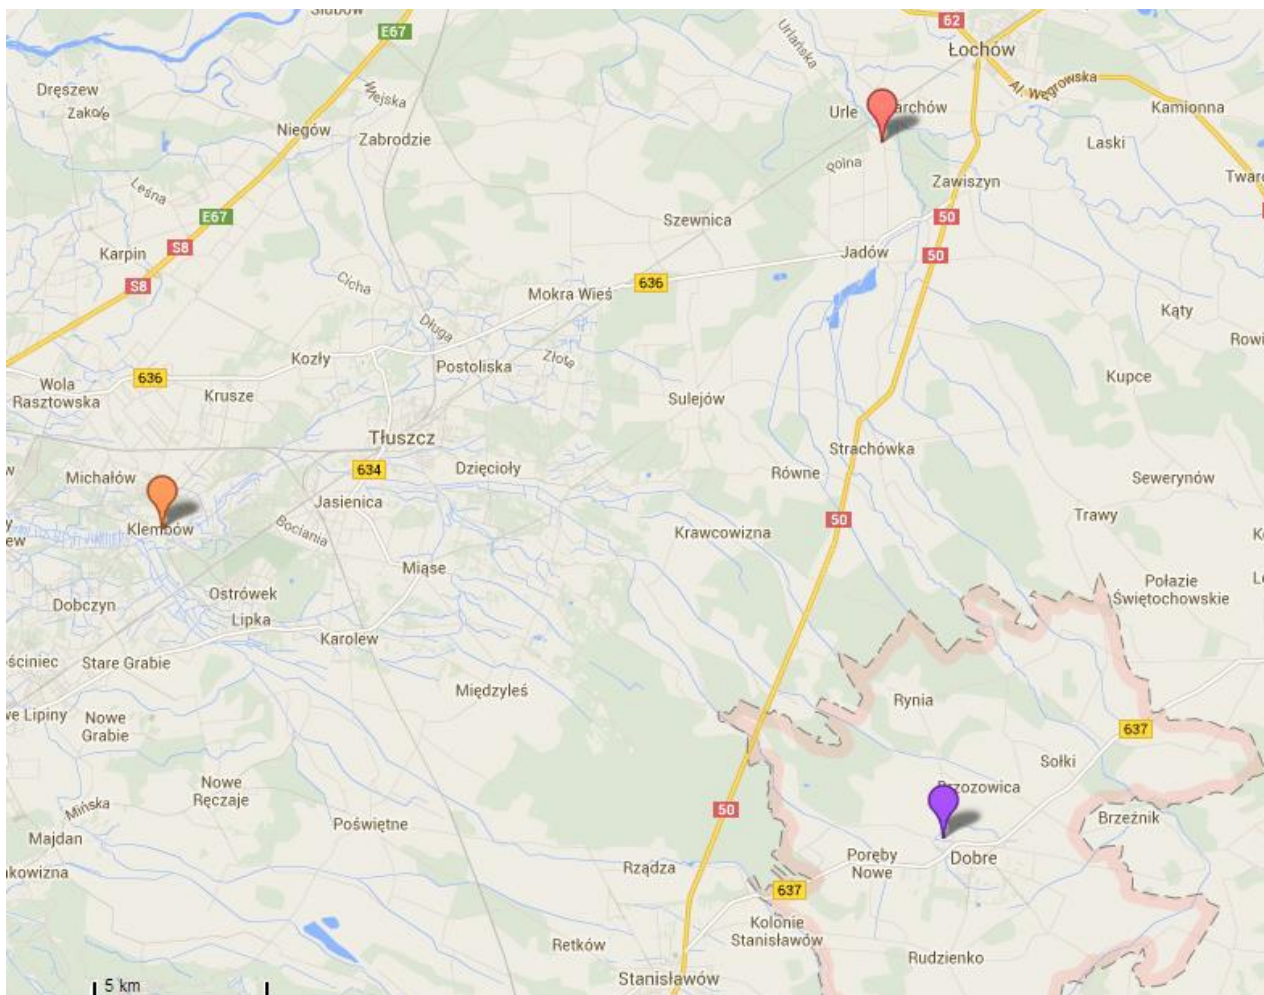 E67
62
Łochów
Urlańska
Al. Węgrowska
Dręszew
Zakole
Wiejska
Urle
Kamionna
Niegów
Zabrodzie
Laski
Polna
Leśna
Zawiszyn
E67
Szewnica
50
S8
Karpin
Jadów
50
Cicha
636
S8
Mokra Wieś
Kąty
Długa
Kozły
Złota
Postoliska
636
Wola
Rasztowska
Krusze
Kupce
Sulejów
Tłuszcz
Strachówka
634
Dzięcioły
Michałów
Równe
Sewerynów
Jasienica
Trawy
50
Klembów
Bociania
Krawcowizna
Miąse
Połazie
Świętochowskie
Ostrówek
Dobczyn
Lipka
Karolew
Stare Grabie
Międzyleś
Rynia
Nowe
Grabie
637
Sołki
Nowe
Ręczaje
Mińska
50
Brzeźnik
Poświętne
Majdan
Poręby
Nowe
Dobre
Rządza
637
Kolonie
Stanisławów
Retków
Rudzienko
Stanisławów
5 km